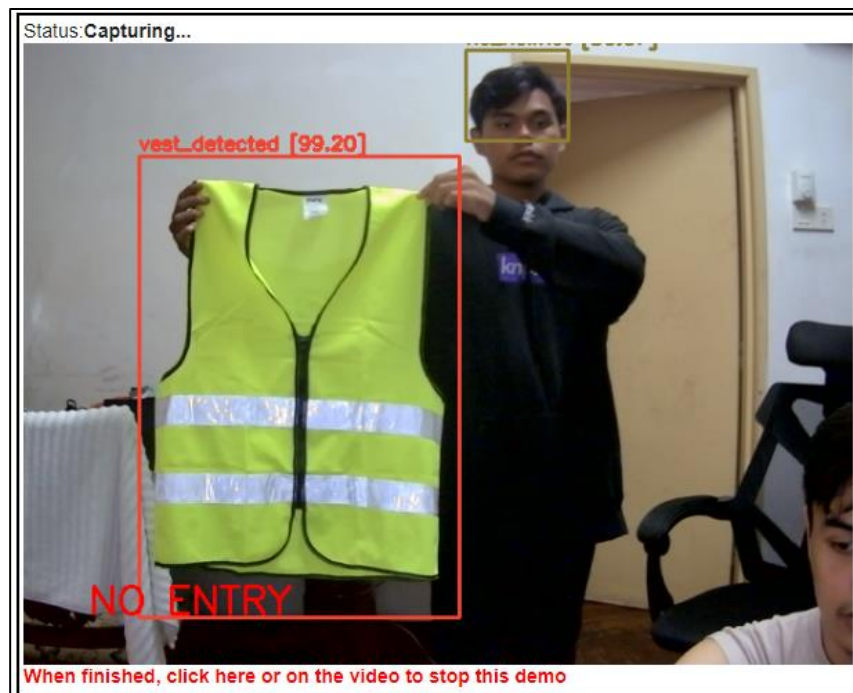 Status:Capturing...
vest_detected [99.20]
NO ENTRY
When finished, click here or on the video to stop this demo